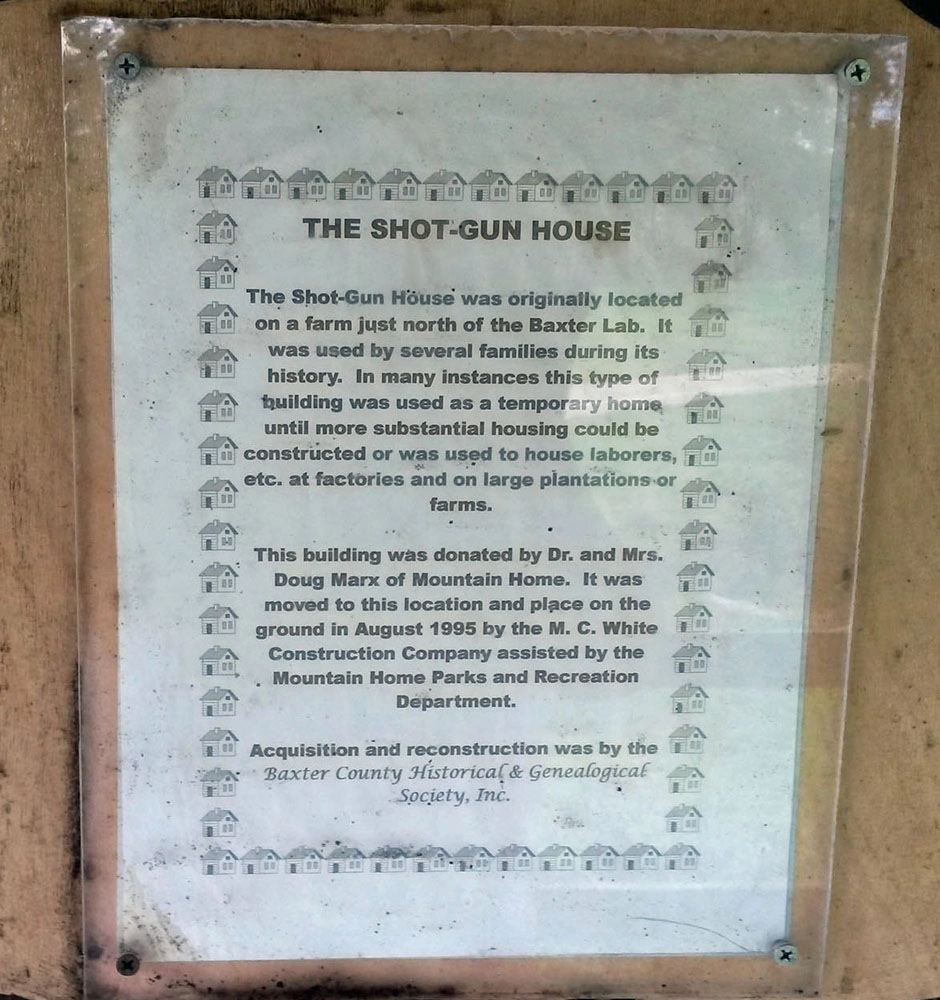 THE SHOT-GUN HOUSE
The Shot-Gun House was originally located
on a farm just north of the Baxter Lab. It
was used by several families during its
history. In many instances this type of
building was used as a temporary home
until more substantial housing could be
constructed or was used to house laborers,
etc. at factories and on large plantations or
farms.
This building was donated by Dr. and Mrs.
Doug Marx of Mountain Home. It was
moved to this location and place on the
ground in August 1995 by the M. C. White
Construction Company assisted by the
Mountain Home Parks and Recreation
Department.
Acquisition and reconstruction was by the
Baxter County Historical & Genealogical
Society, Inc.